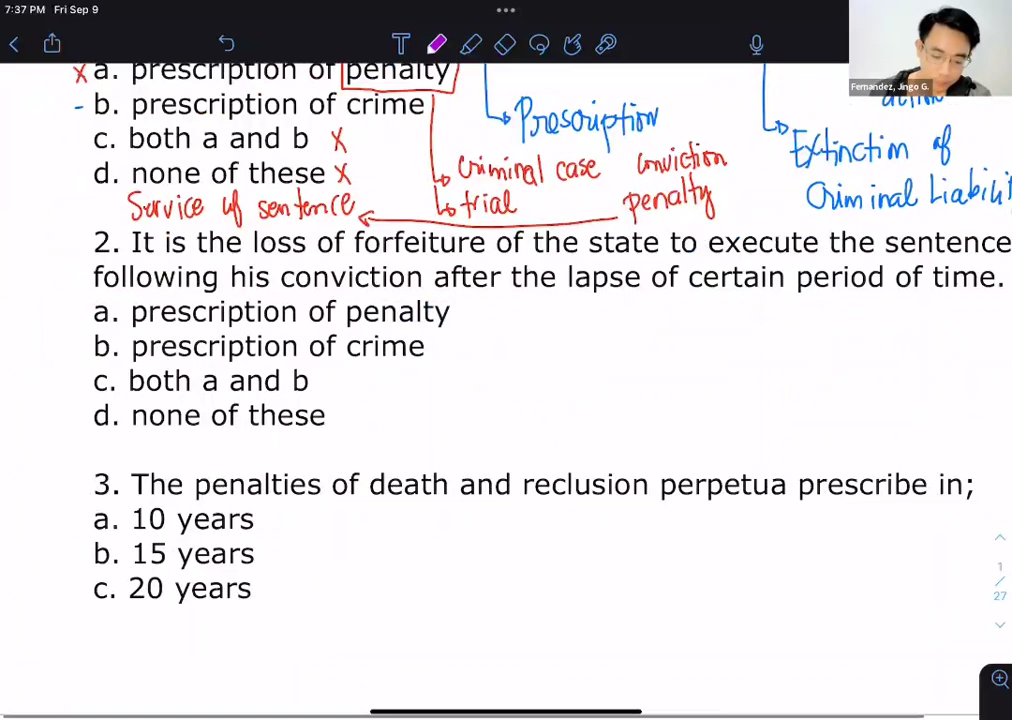 7:37 PM Fri Sep 9
Fernandez, Jingo G.
action
x a. prescription of penalty
- b. prescription of crime
Prescription
c. both a and b x
Extinction of
Criminal case conviction
d. none of these x
Criminal Liabili
Service of sentence
trial
penalty
2. It is the loss of forfeiture of the state to execute the sentence
following his conviction after the lapse of certain period of time.
a. prescription of penalty
b. prescription of crime
c. both a and b
d. none of these
3. The penalties of death and reclusion perpetua prescribe in;
a. 10 years
b. 15 years
c. 20 years
1
/
27